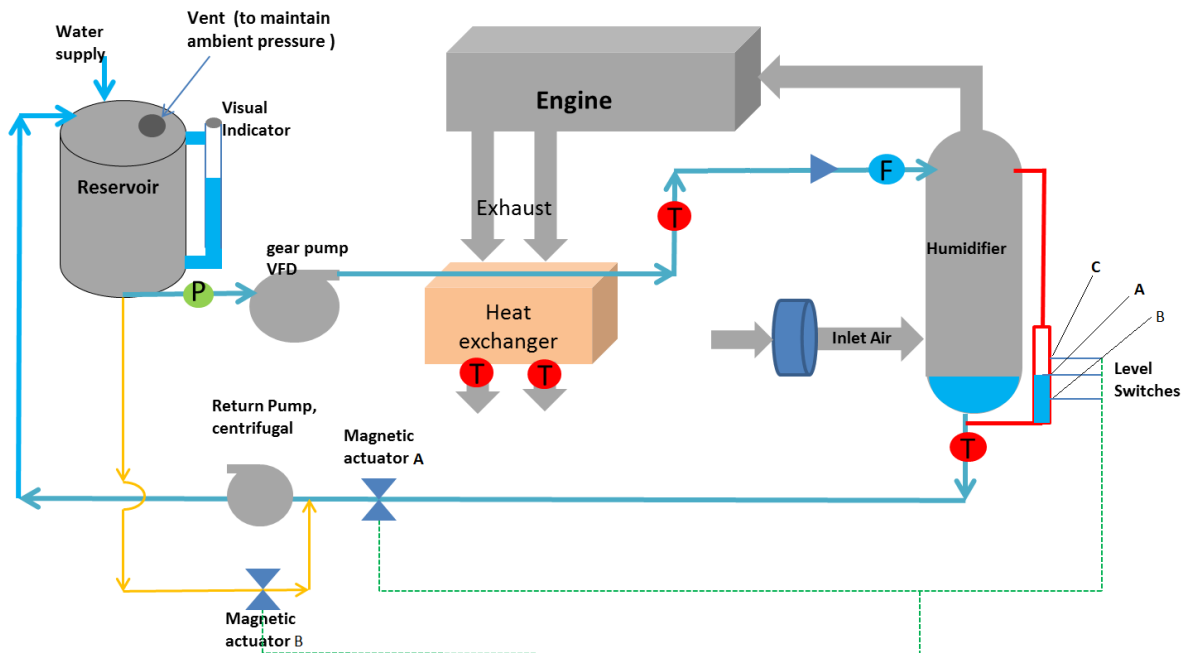 Water
supply
Vent (to maintain
ambient pressure )
Visual
Indicator
Reservoir
Engine
F
Exhaust
T
Humidifier
gear pump
VFD
P
C
A
B
Heat
exchanger
Inlet Air
Level
Switches
T
T
Return Pump,
centrifugal
Magnetic
actuator A
T
Magnetic
actuator B